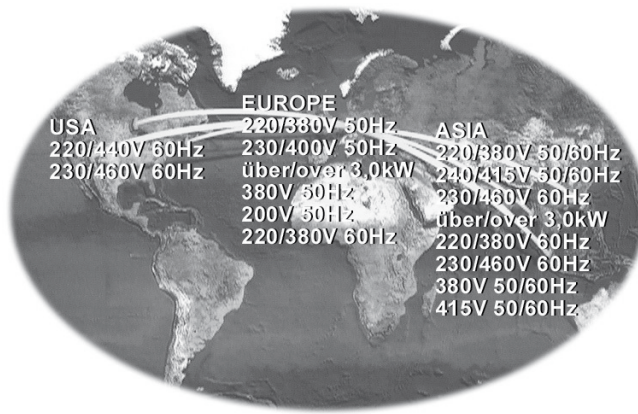 USA
220/440V 60Hz
230/460V 60Hz
EUROPE
220/380V 50Hz
230/400V 50Hz
über/over 3,0kW
380V 50Hz
200V 50Hz
220/380V 60Hz
ASIA
220/380V 50/60Hz
240/415V 50/60Hz
230/460V 60Hz
über/over 3,0kW
220/380V 60Hz
230/460V 60Hz
380V 50/60Hz
415V 50/60Hz